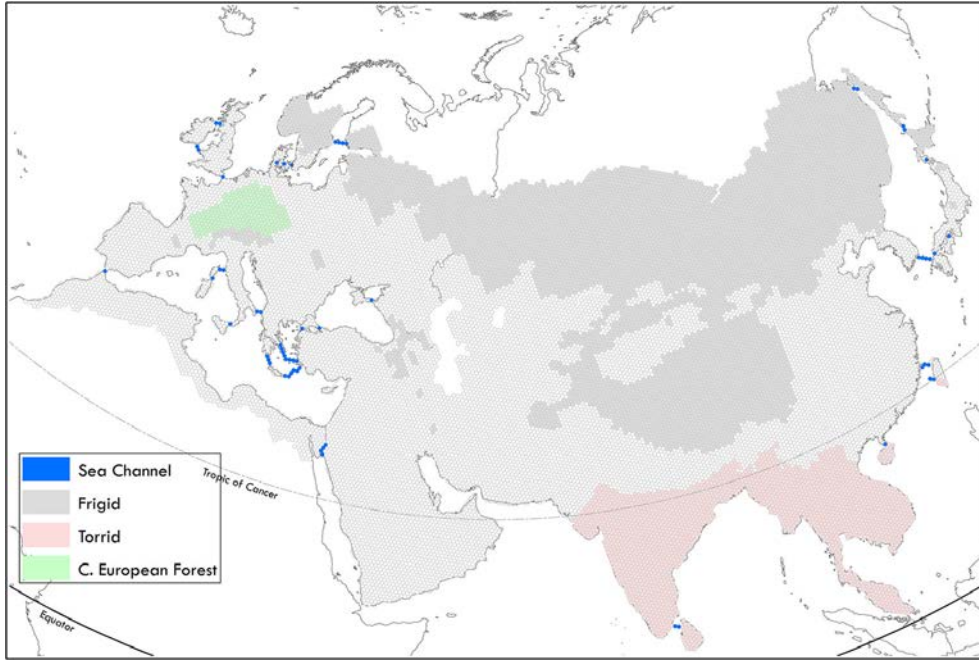 Sea Channel
Frigid
Torrid
C. European Forest
Tropic of Cancer
Equator